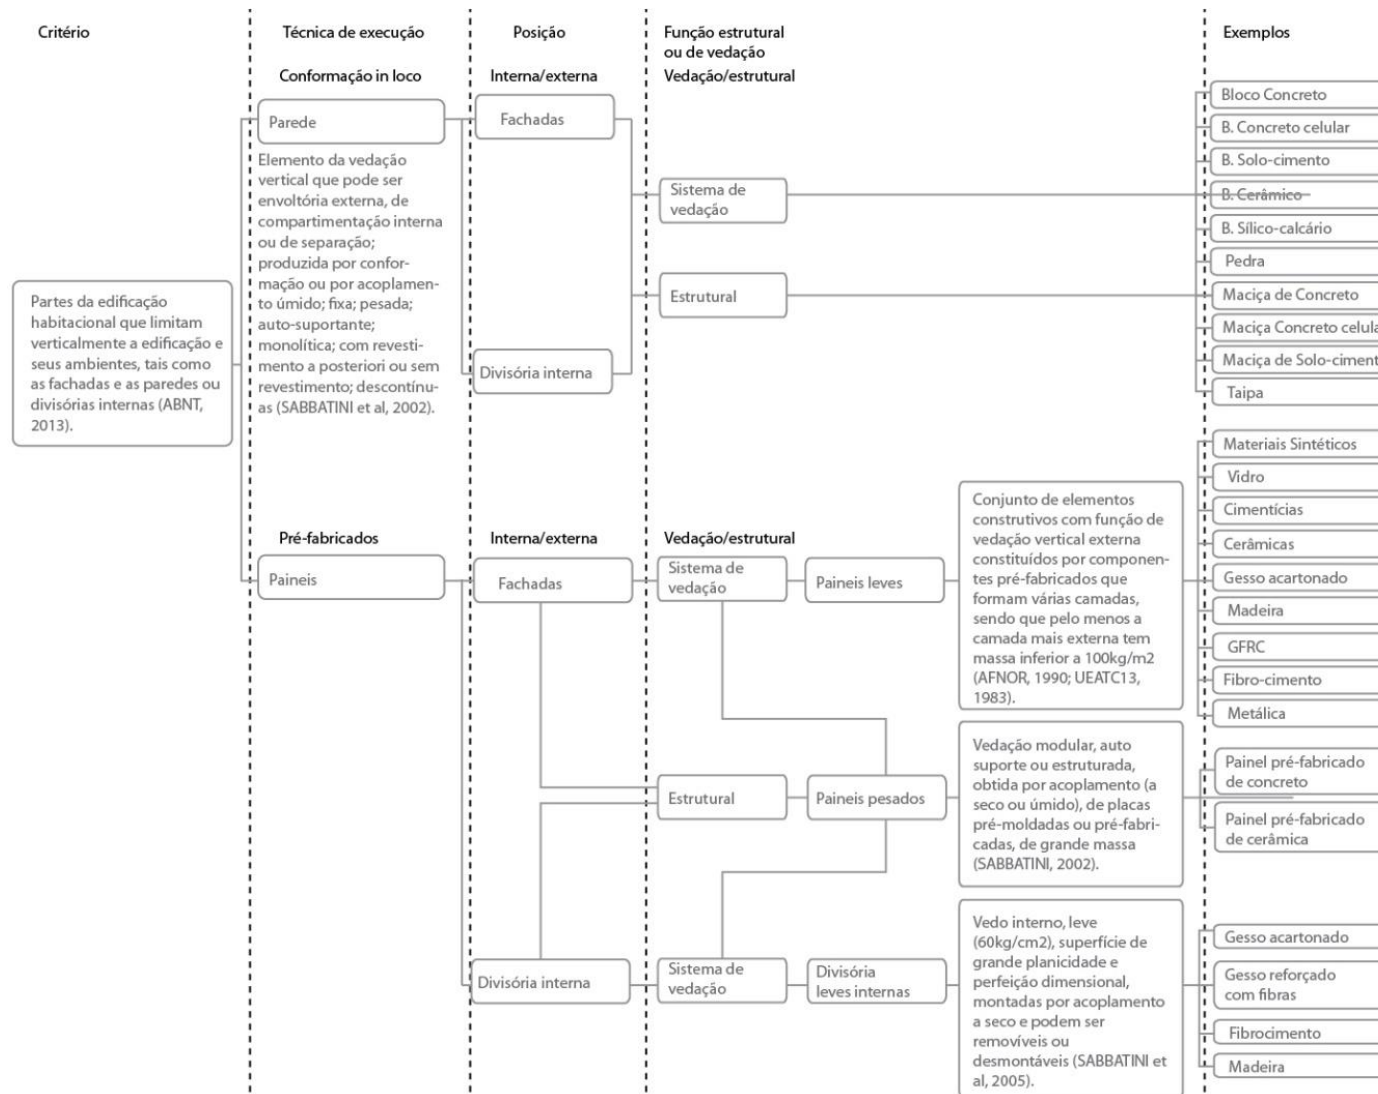 Critério
Técnica de execução
Posição
Função estrutural
ou de vedação
Exemplos
Conformação in loco
Interna/externa
Vedação/estrutural
Partes da edificação
habitacional que limitam
verticalmente a edificação e
seus ambientes, tais como
as fachadas e as paredes ou
divisórias internas (ABNT,
2013).
Parede
Elemento da vedação
vertical que pode ser
envoltória externa, de
compartimentação interna
ou de separação;
produzida por confor-
mação ou por acoplamen-
to úmido; fixa; pesada;
auto-suportante;
monolítica; com revesti-
mento a posteriori ou sem
revestimento; descontínu-
as (SABBATINI et al, 2002).
Fachadas
Divisória interna
Sistema de
vedação
Estrutural
Bloco Concreto
B. Concreto celular
B. Solo-cimento
B. Cerâmico
B. Sílico-calcário
Pedra
Maciça de Concreto
Maciça Concreto celula
Maciça de Solo-ciment
Taipa
Pré-fabricados
Interna/externa
Vedação/estrutural
Paineis
Fachadas
Sistema de
vedação
Paineis leves
Conjunto de elementos
construtivos com função de
vedação vertical externa
constituídos por componen-
tes pré-fabricados que
formam várias camadas,
sendo que pelo menos a
camada mais externa tem
massa inferior a 100kg/m2
(AFNOR, 1990; UEATC13,
1983).
Materiais Sintéticos
Vidro
Cimentícias
Cerâmicas
Gesso acartonado
Madeira
GFRC
Fibro-cimento
Metálica
Estrutural
Paineis pesados
Vedação modular, auto
suporte ou estruturada,
obtida por acoplamento (a
seco ou úmido), de placas
pré-moldadas ou pré-fabri-
cadas, de grande massa
(SABBATINI, 2002).
Painel pré-fabricado
de concreto
Painel pré-fabricado
de cerâmica
Divisória interna
Sistema de
vedação
Divisória
leves internas
Vedo interno, leve
(60kg/cm2), superfície de
grande planicidade e
perfeição dimensional,
montadas por acoplamento
a seco e podem ser
removíveis ou
desmontáveis (SABBATINI et
al, 2005).
Gesso acartonado
Gesso reforçado
com fibras
Fibrocimento
Madeira